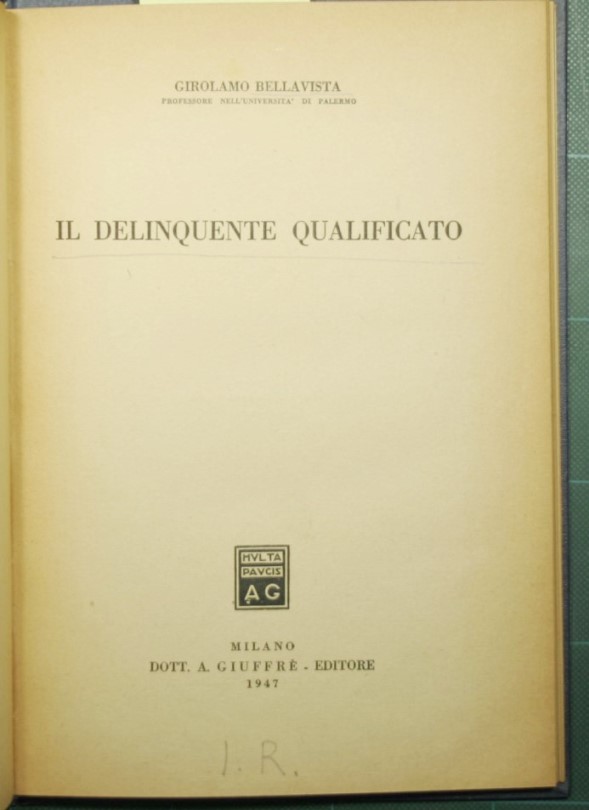 GIROLAMO BELLAVISTA
PROFESSORE NELL'UNIVERSITA' DI PALERMO
IL DELINQUENTE QUALIFICATO
MVLTA
PAVCIS
AG
MILANO
DOTT. A. GIUFFRÈ - EDITORE
1947
I. R.